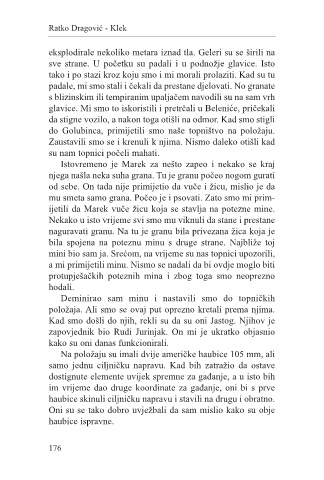 Ratko Dragović - Klek
eksplodirale nekoliko metara iznad tla. Geleri su se širili na
sve strane. U početku su padali i u podnožje glavice. Isto
tako i po stazi kroz koju smo i mi morali prolaziti. Kad su tu
padale, mi smo stali i čekali da prestane djelovati. No granate
s blizinskim ili tempiranim upaljačem navodili su na sam vrh
glavice. Mi smo to iskoristili i pretrčali u Beleniće, pričekali
da stigne vozilo, a nakon toga otišli na odmor. Kad smo stigli
do Golubinca, primijetili smo naše topništvo na položaju.
Zaustavili smo se i krenuli k njima. Nismo daleko otišli kad
su nam topnici počeli mahati.
Istovremeno je Marek za nešto zapeo i nekako se kraj
njega našla neka suha grana. Tu je granu počeo nogom gurati
od sebe. On tada nije primijetio da vuče i žicu, mislio je da
mu smeta samo grana. Počeo je i psovati. Zato smo mi prim-
ijetili da Marek vuče žicu koja se stavlja na potezne mine.
Nekako u isto vrijeme svi smo mu viknuli da stane i prestane
naguravati granu. Na tu je granu bila privezana žica koja je
bila spojena na poteznu minu s druge strane. Najbliže toj
mini bio sam ja. Srećom, na vrijeme su nas topnici upozorili,
a mi primijetili minu. Nismo se nadali da bi ovdje moglo biti
protupješačkih poteznih mina i zbog toga smo neoprezno
hodali.
Deminirao sam minu i nastavili smo do topničkih
položaja. Ali smo se ovaj put oprezno kretali prema njima.
Kad smo došli do njih, rekli su da su oni Jastog. Njihov je
zapovjednik bio Rudi Jurinjak. On mi je ukratko objasnio
kako su oni danas funkcionirali.
Na položaju su imali dvije američke haubice 105 mm, ali
samo jednu ciljničku napravu. Kad bih zatražio da ostave
dostignute elemente uvijek spremne za gađanje, a u isto bih
im vrijeme dao druge koordinate za gađanje, oni bi s prve
haubice skinuli ciljničku napravu i stavili na drugu i obratno.
Oni su se tako dobro uvježbali da sam mislio kako su obje
haubice ispravne.
176